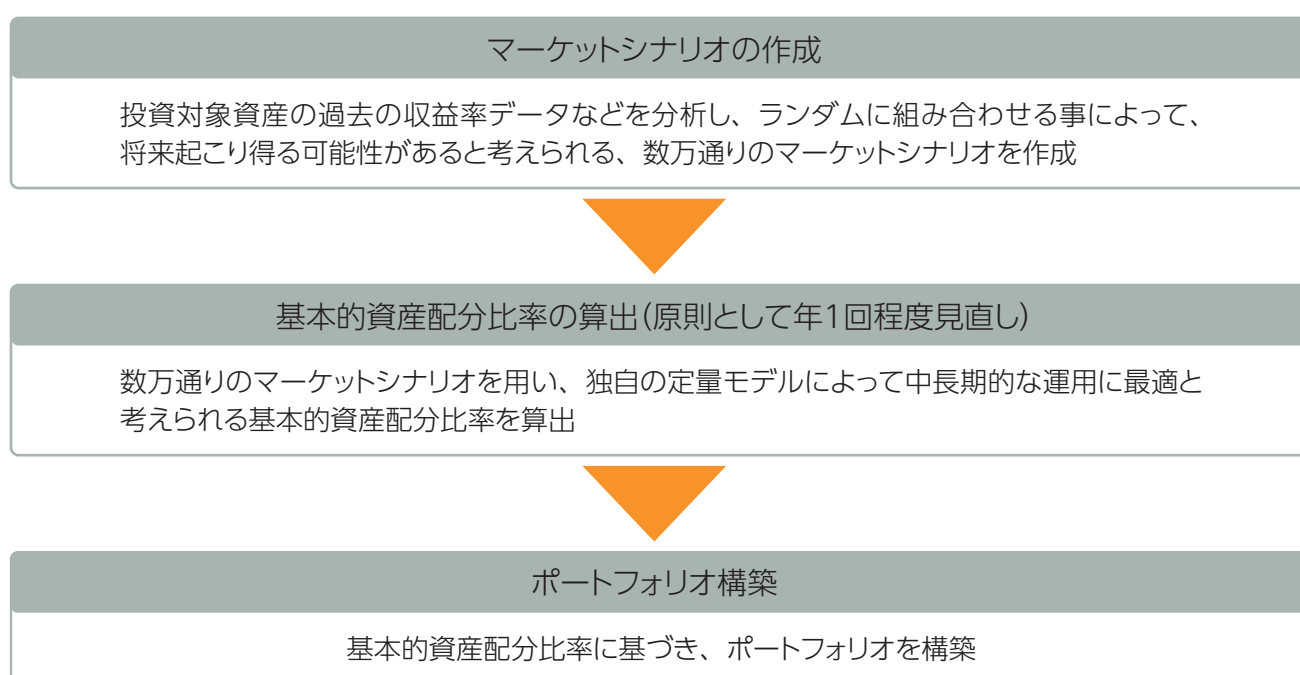 マーケットシナリオの作成
投資対象資産の過去の収益率データなどを分析し、ランダムに組み合わせる事によって、
将来起こり得る可能性があると考えられる、数万通りのマーケットシナリオを作成
基本的資産配分比率の算出(原則として年1回程度見直し)
数万通りのマーケットシナリオを用い、独自の定量モデルによって中長期的な運用に最適と
考えられる基本的資産配分比率を算出
ポートフォリオ構築
基本的資産配分比率に基づき、ポートフォリオを構築